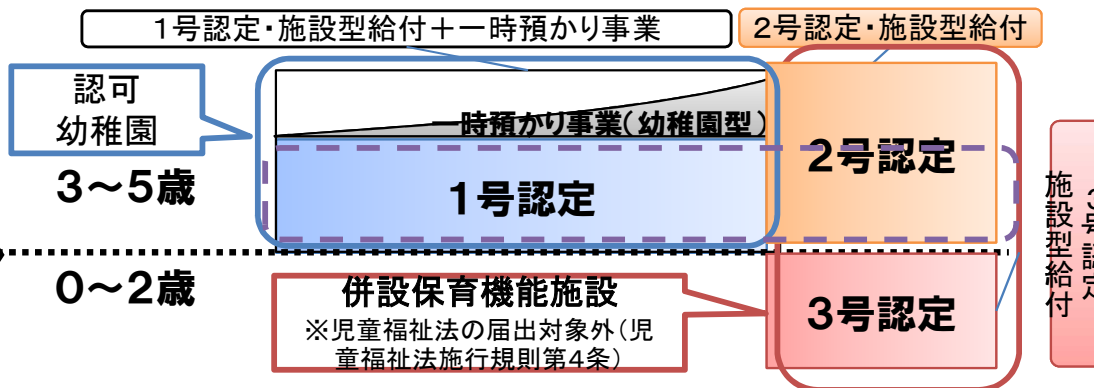 1号認定・施設型給付+一時預かり事業
2号認定・施設型給付
認可
幼稚園
一時預かり事業(幼稚園型)
3~5歳
1号認定
2号認定
0~2歳
併設保育機能施設
※児童福祉法の届出対象外(児
童福祉法施行規則第4条)
3号認定
3号認定
施設型給付